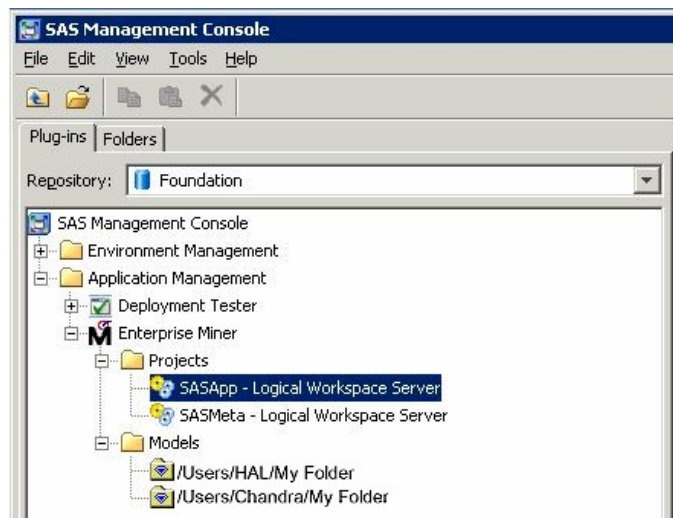 SAS Management Console
File Edit View Tools Help
Plug-ins Folders
Repository: Foundation
SAS Management Console
Environment Management
Application Management
Deployment Tester
Enterprise Miner
Projects
SASApp - Logical Workspace Server
SASMeta - Logical Workspace Server
Models
/Users/HAL/My Folder
/Users/Chandra/My Folder